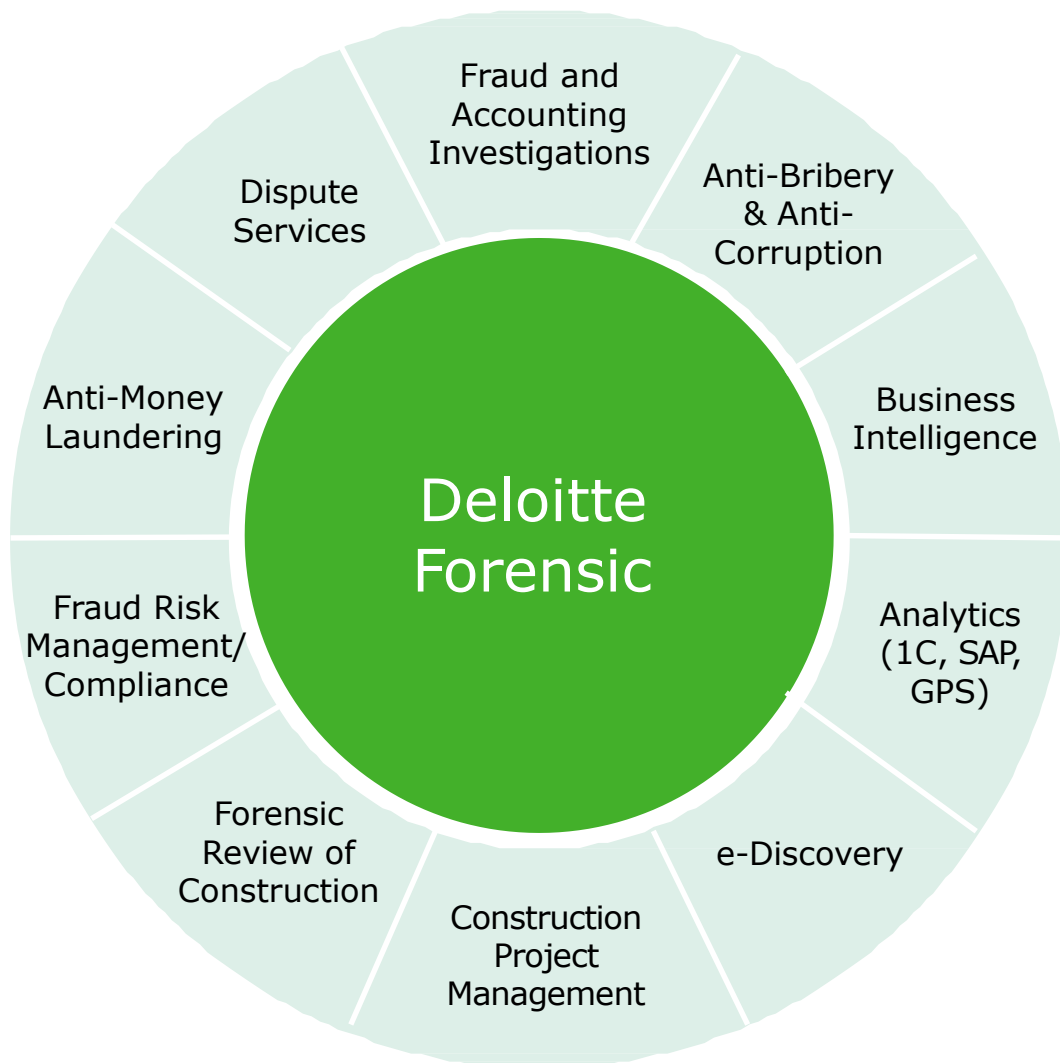 Fraud and
Accounting
Investigations
Anti-Bribery
& Anti-
Corruption
Business
Intelligence
Analytics
(1C, SAP,
GPS)
e-Discovery
Construction
Project
Management
Forensic
Review of
Construction
Fraud Risk
Management/
Compliance
Anti-Money
Laundering
Dispute
Services
Deloitte
Forensic